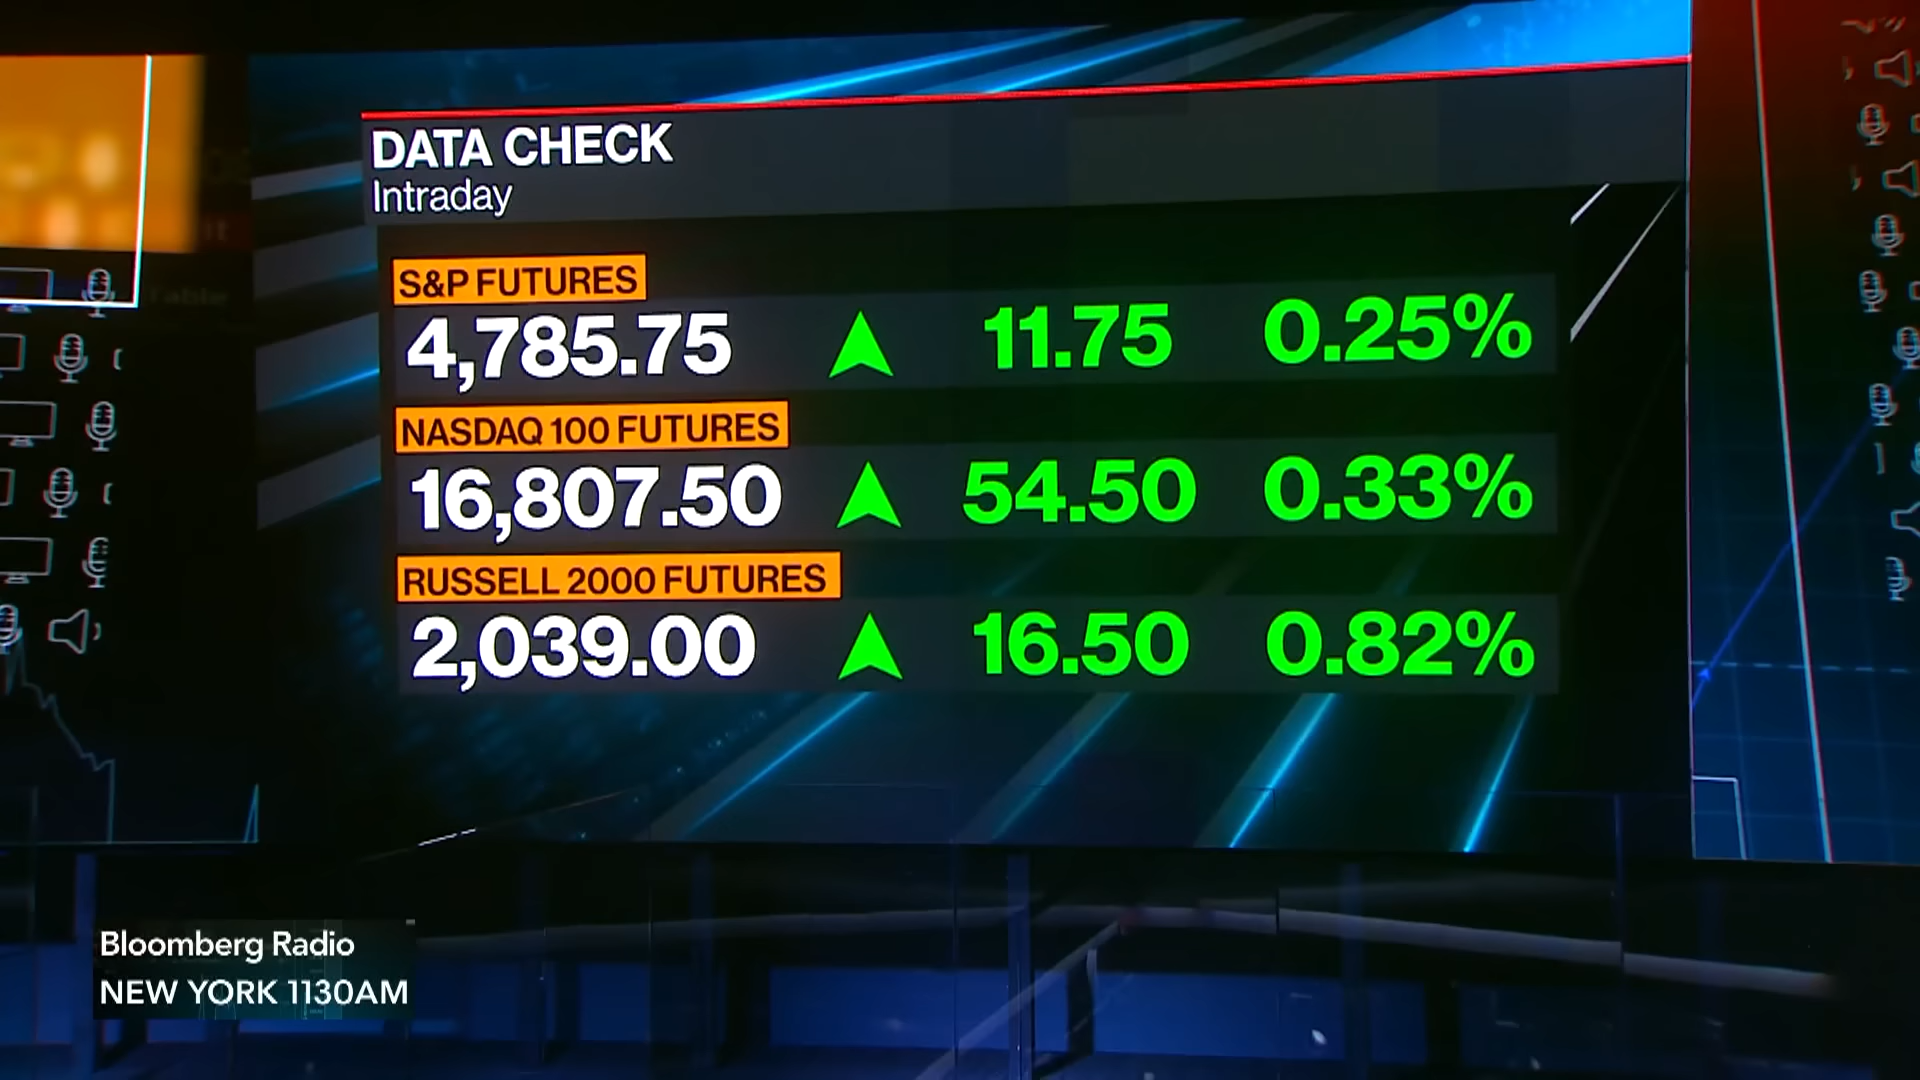 DATA CHECK
Intraday
S&P FUTURES
4,785.75 ▲ 11.75 0.25%
NASDAQ 100 FUTURES
16,807.50 ▲ 54.50 0.33%
RUSSELL 2000 FUTURES
2,039.00 ▲ 16.50 0.82%
Bloomberg Radio
NEW YORK 1130AM